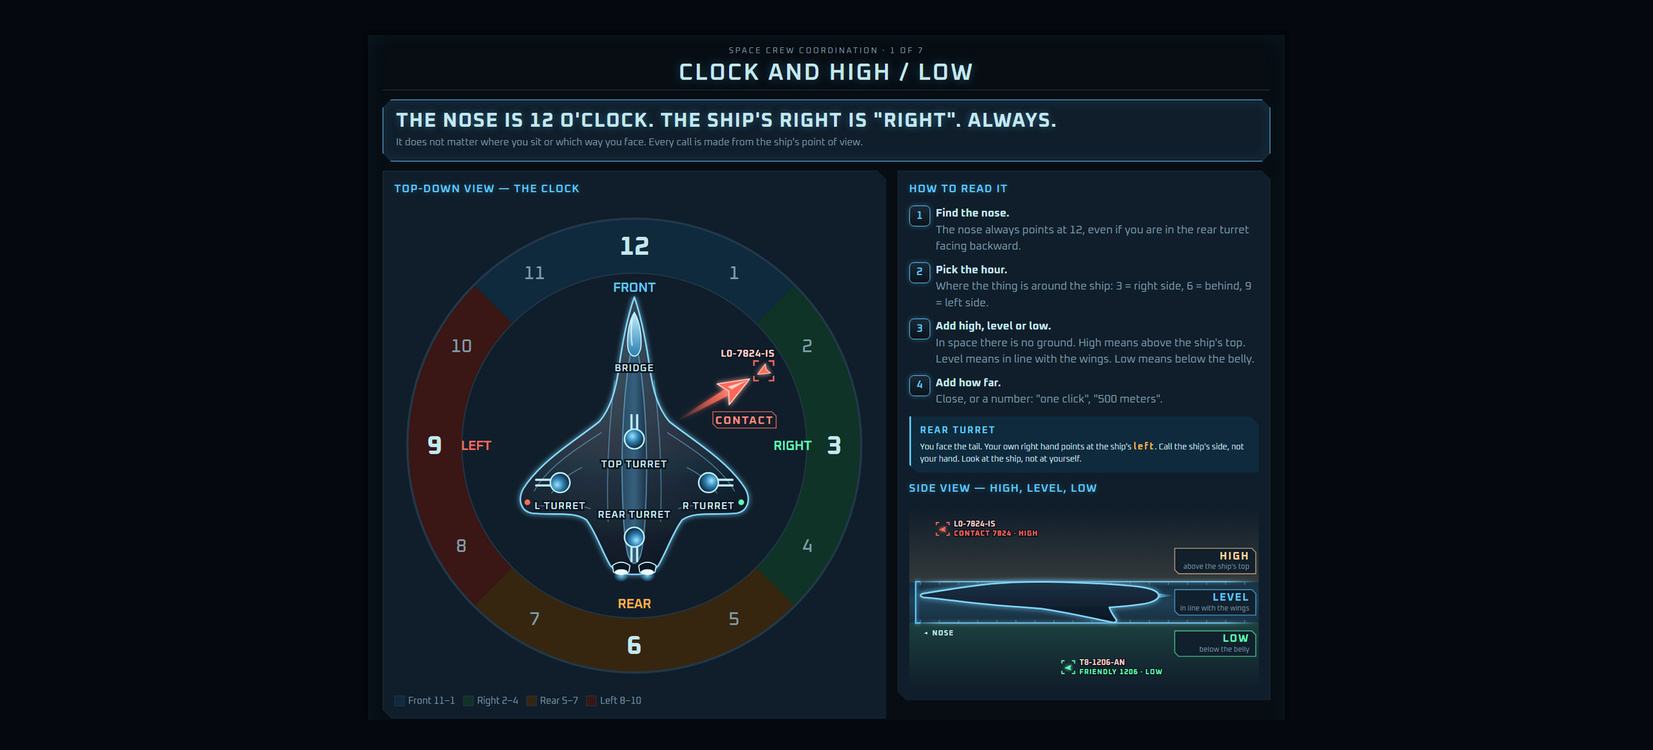 SPACE CREW COORDINATION · 1 OF 7
CLOCK AND HIGH / LOW
THE NOSE IS 12 O'CLOCK. THE SHIP'S RIGHT IS "RIGHT". ALWAYS.
It does not matter where you sit or which way you face. Every call is made from the ship's point of view.
TOP-DOWN VIEW — THE CLOCK
12
11
1
FRONT
10
2
LO-7824-IS
BRIDGE
CONTACT
9
LEFT
RIGHT
3
TOP TURRET
L TURRET
R TURRET
REAR TURRET
8
4
REAR
7
5
6
Front 11–1
Right 2–4
Rear 5–7
Left 8–10
HOW TO READ IT
1
Find the nose.
The nose always points at 12, even if you are in the rear turret
facing backward.
2
Pick the hour.
Where the thing is around the ship: 3 = right side, 6 = behind, 9
= left side.
3
Add high, level or low.
In space there is no ground. High means above the ship's top.
Level means in line with the wings. Low means below the belly.
4
Add how far.
Close, or a number: "one click", "500 meters".
REAR TURRET
You face the tail. Your own right hand points at the ship's left. Call the ship's side, not
your hand. Look at the ship, not at yourself.
SIDE VIEW — HIGH, LEVEL, LOW
LO-7824-IS
CONTACT 7824 · HIGH
HIGH
above the ship's top
LEVEL
in line with the wings
◂ NOSE
LOW
below the belly
TB-1206-AN
FRIENDLY 1206 · LOW